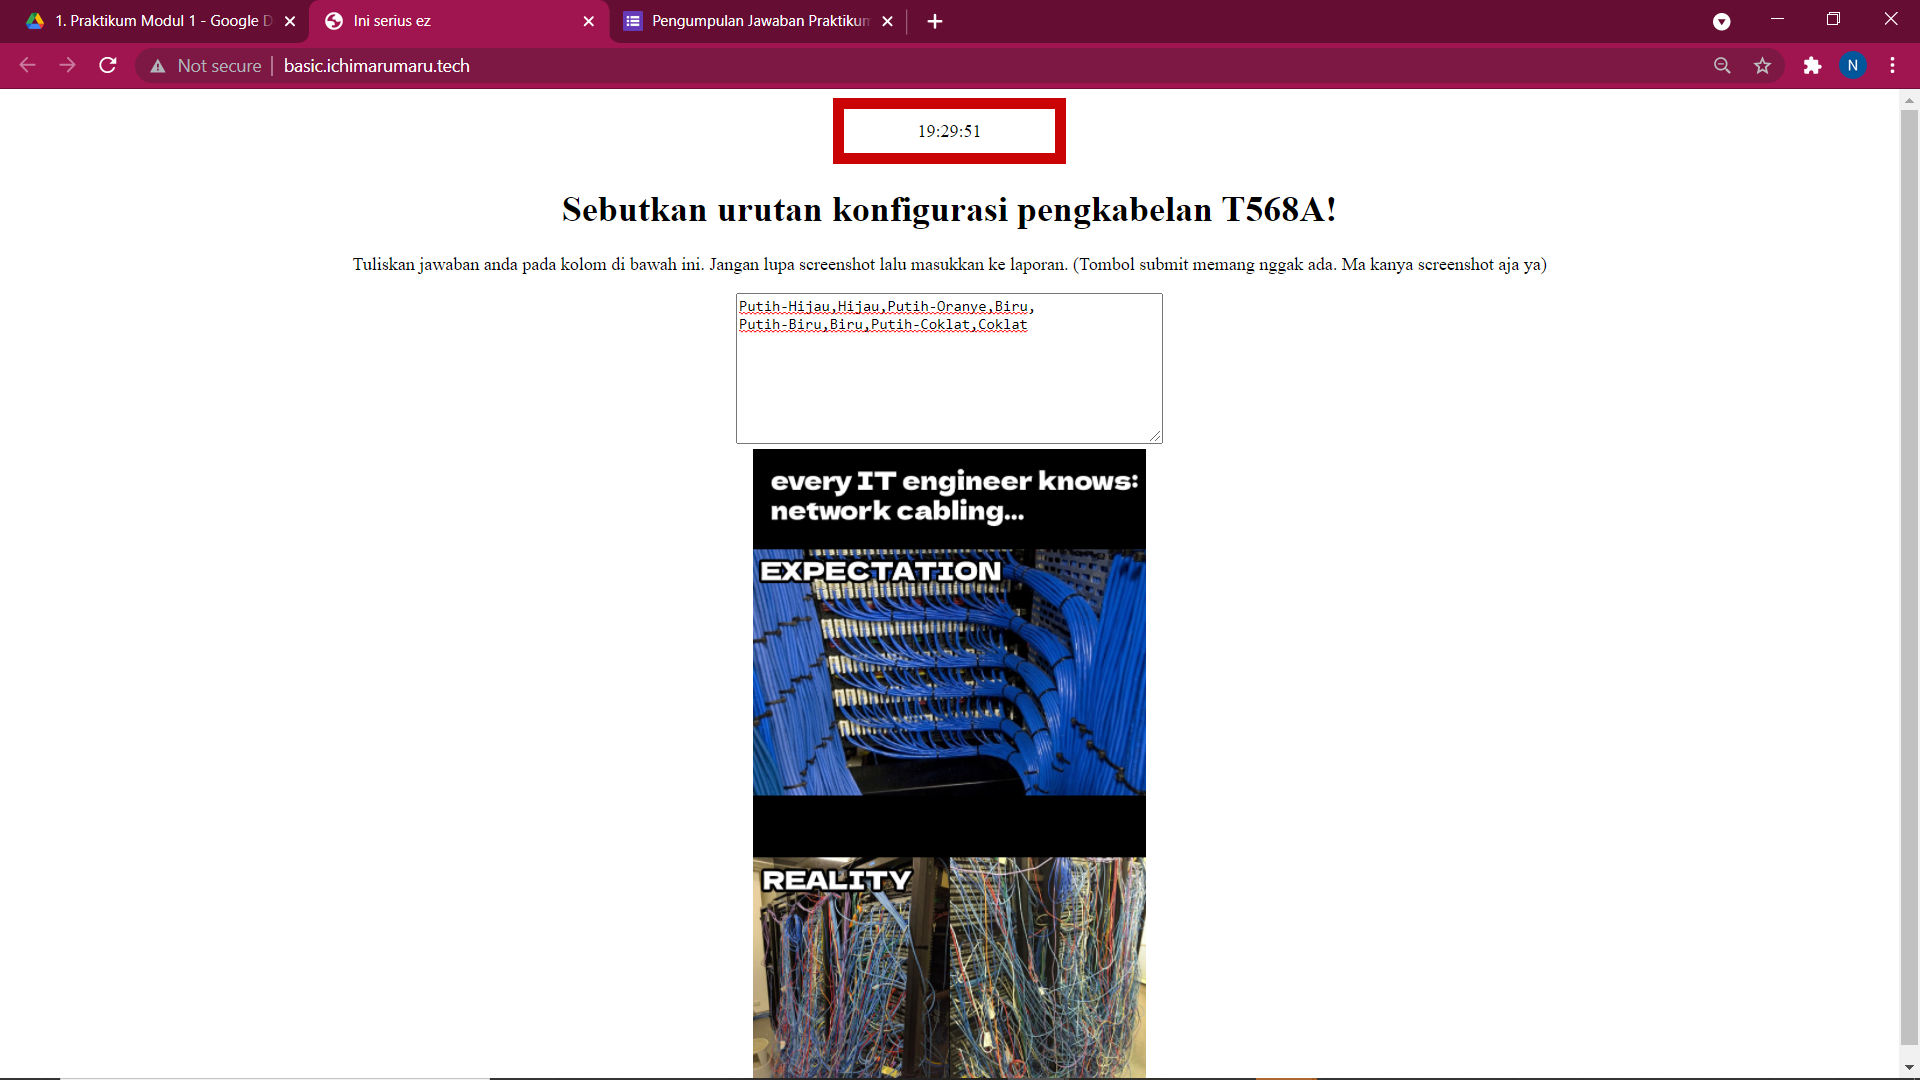 1. Praktikum Modul 1 - Google D
Ini serius ez
Pengumpulan Jawaban Praktikum
Not secure
basic.ichimarumaru.tech
N
19:29:51
Sebutkan urutan konfigurasi pengkabelan T568A!
Tuliskan jawaban anda pada kolom di bawah ini. Jangan lupa screenshot lalu masukkan ke laporan. (Tombol submit memang nggak ada. Ma kanya screenshot aja ya)
Putih-Hijau,Hijau,Putih-Oranye,Biru,
Putih-Biru,Biru,Putih-Coklat,Coklat
every IT engineer knows:
network cabling...
EXPECTATION
REALITY